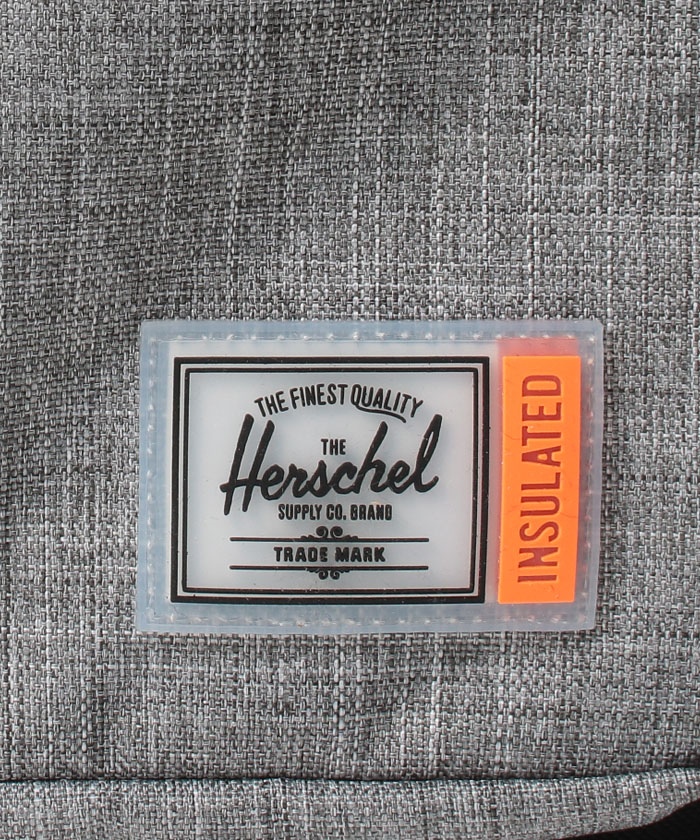 THE FINEST QUALITY
THE
Herschel
SUPPLY CO. BRAND
TRADE MARK
INSULATED